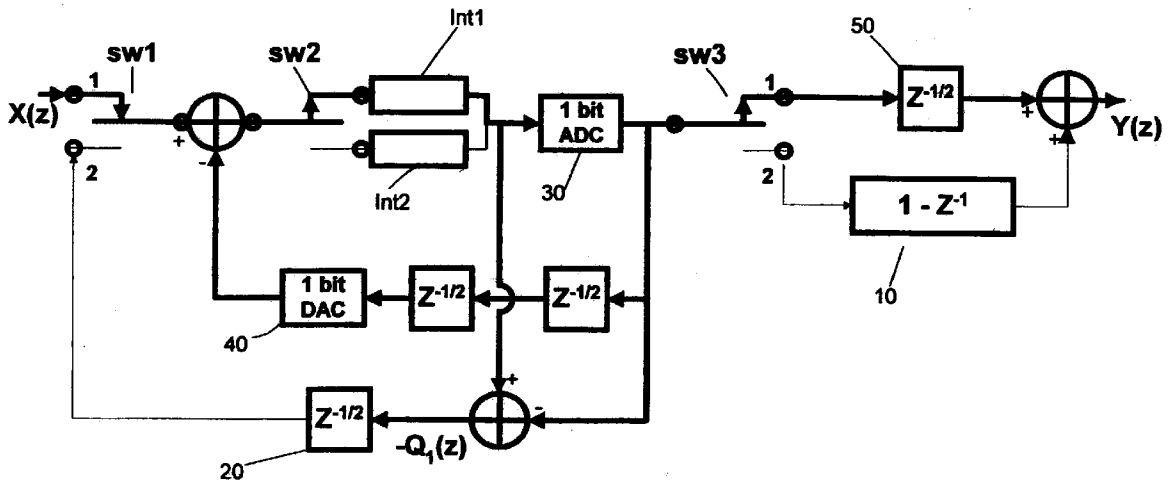 Int1
sw1
sw2
sw3
50
1
1
X(z)
Z-1/2
1 bit
ADC
+
Y(z)
+
-
+
2
2
30
Int2
1 - Z-1
1 bit
DAC
Z-1/2
Z-1/2
10
40
+
-
Z-1/2
-Q1(z)
20